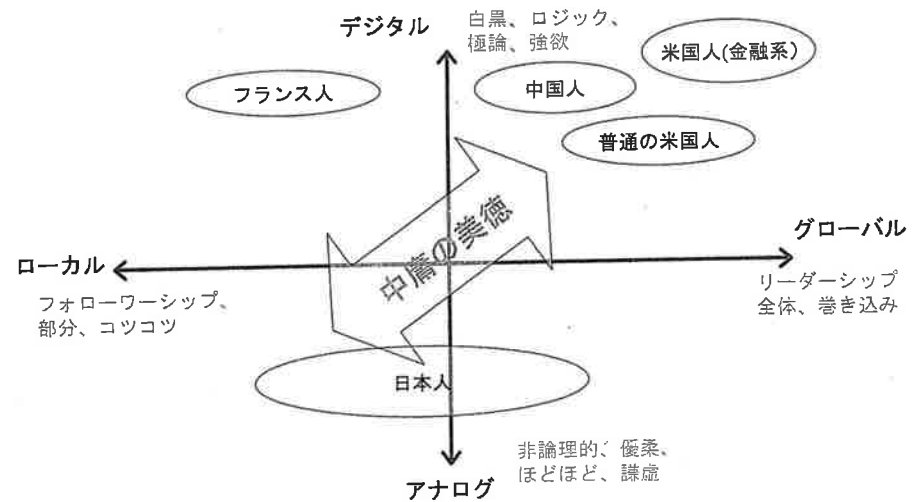 デジタル
白黒、ロジック、
極論、強欲
米国人(金融系)
フランス人
中国人
普通の米国人
中庸の美徳
グローバル
ローカル
リーダーシップ
全体、巻き込み
フォローワーシップ、
部分、コツコツ
日本人
非論理的、優柔、
ほどほど、謙虚
アナログ